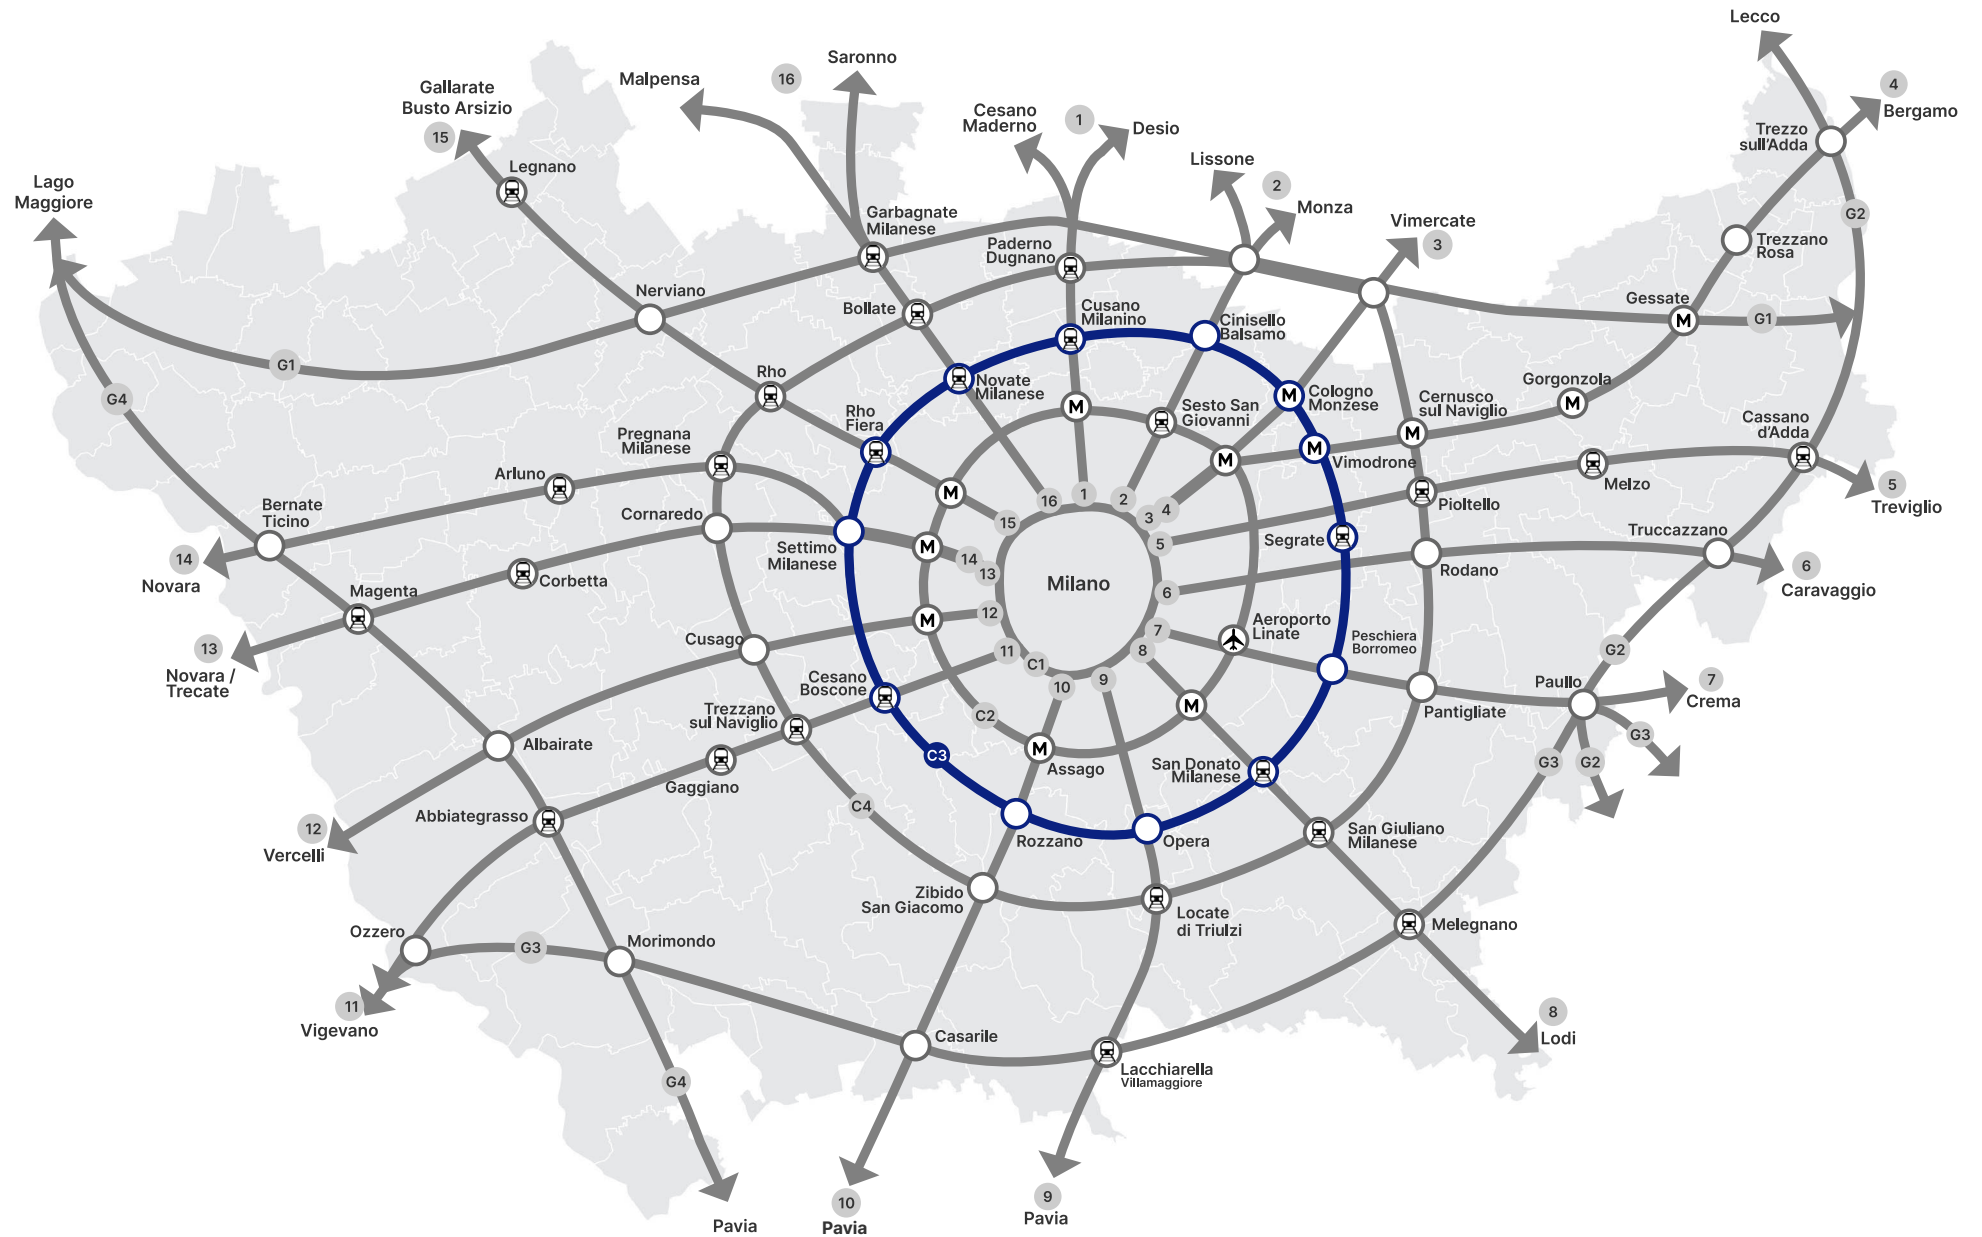 Lecco
4
Bergamo
Trezzo
sull'Adda
G2
Saronno
16
Malpensa
Gallarate
Busto Arsizio
15
Legnano
Cesano
Maderno
1
Desio
Lissone
2
Monza
Vimercate
3
Lago
Maggiore
Garbagnate
Milanese
Paderno
Dugnano
Trezzano
Rosa
Nerviano
Bollate
Cusano
Milanino
Cinisello
Balsamo
Gessate
M
G1
G1
G4
Rho
Novate
Milanese
M
Cologno
Monzese
Gorgonzola
M
Rho
Fiera
M
Sesto San
Giovanni
Cernusco
sul Naviglio
M
Cassano
d'Adda
Pregnana
Milanese
M
M
Vimodrone
Arluno
Melzo
5
Treviglio
M
16
1
2
3
4
15
Pioltello
Bernate
Ticino
Cornaredo
Settimo
Milanese
M
14
13
5
Segrate
Truccazzano
14
Novara
Corbetta
Milano
Rodano
6
Caravaggio
Magenta
12
6
M
Cusago
11
C1
10
9
8
7
Aeroporto
Linate
Peschiera
Borromeo
G2
13
Novara /
Trecate
Cesano
Boscone
Paullo
7
Crema
Trezzano
sul Naviglio
C2
M
Pantigliate
G3
Albairate
C3
M
Assago
San Donato
Milanese
G3
G2
Gaggiano
C4
Abbiategrasso
12
Vercelli
Rozzano
Opera
San Giuliano
Milanese
Zibido
San Giacomo
Locate
di Triulzi
Melegnano
Ozzero
G3
Morimondo
11
Vigevano
8
Lodi
Casarile
Lacchiarella
Villamaggiore
G4
10
Pavia
9
Pavia
Pavia